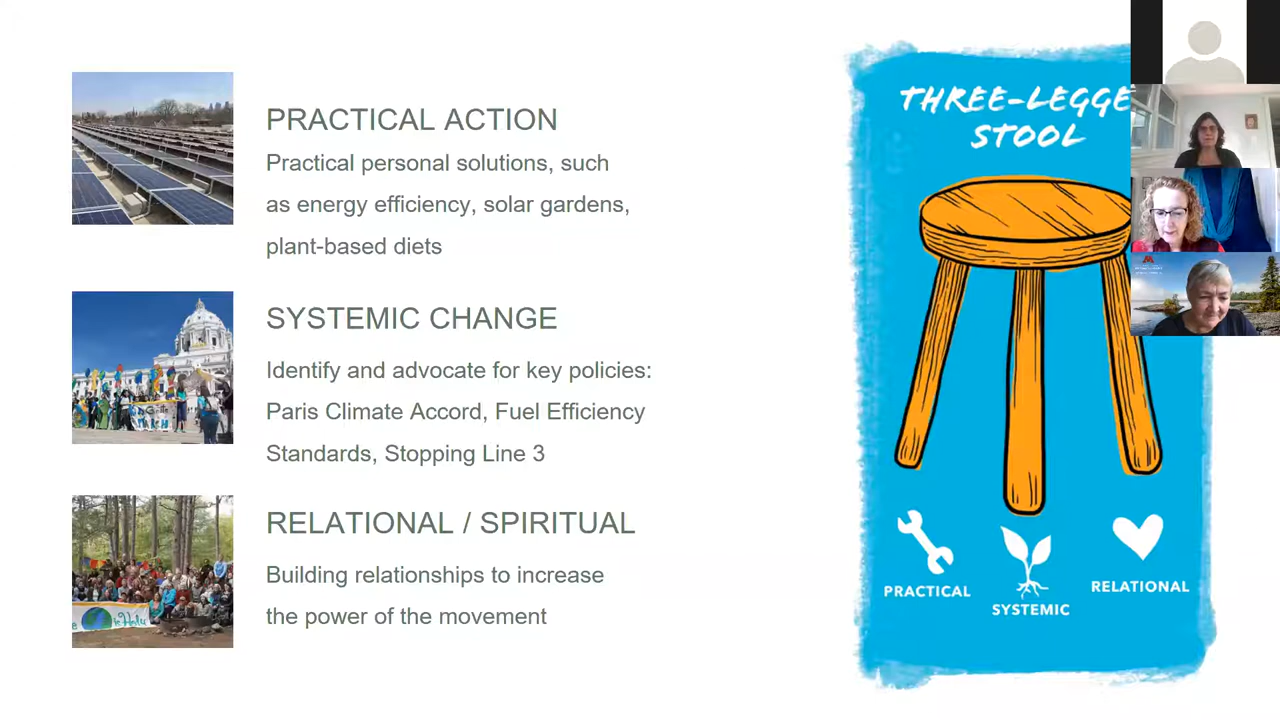 PRACTICAL ACTION
Practical personal solutions, such
as energy efficiency, solar gardens,
plant-based diets
SYSTEMIC CHANGE
Identify and advocate for key policies:
Paris Climate Accord, Fuel Efficiency
Standards, Stopping Line 3
RELATIONAL / SPIRITUAL
Building relationships to increase
the power of the movement
THREE-LEGGE
STOOL
PRACTICAL
SYSTEMIC
RELATIONAL